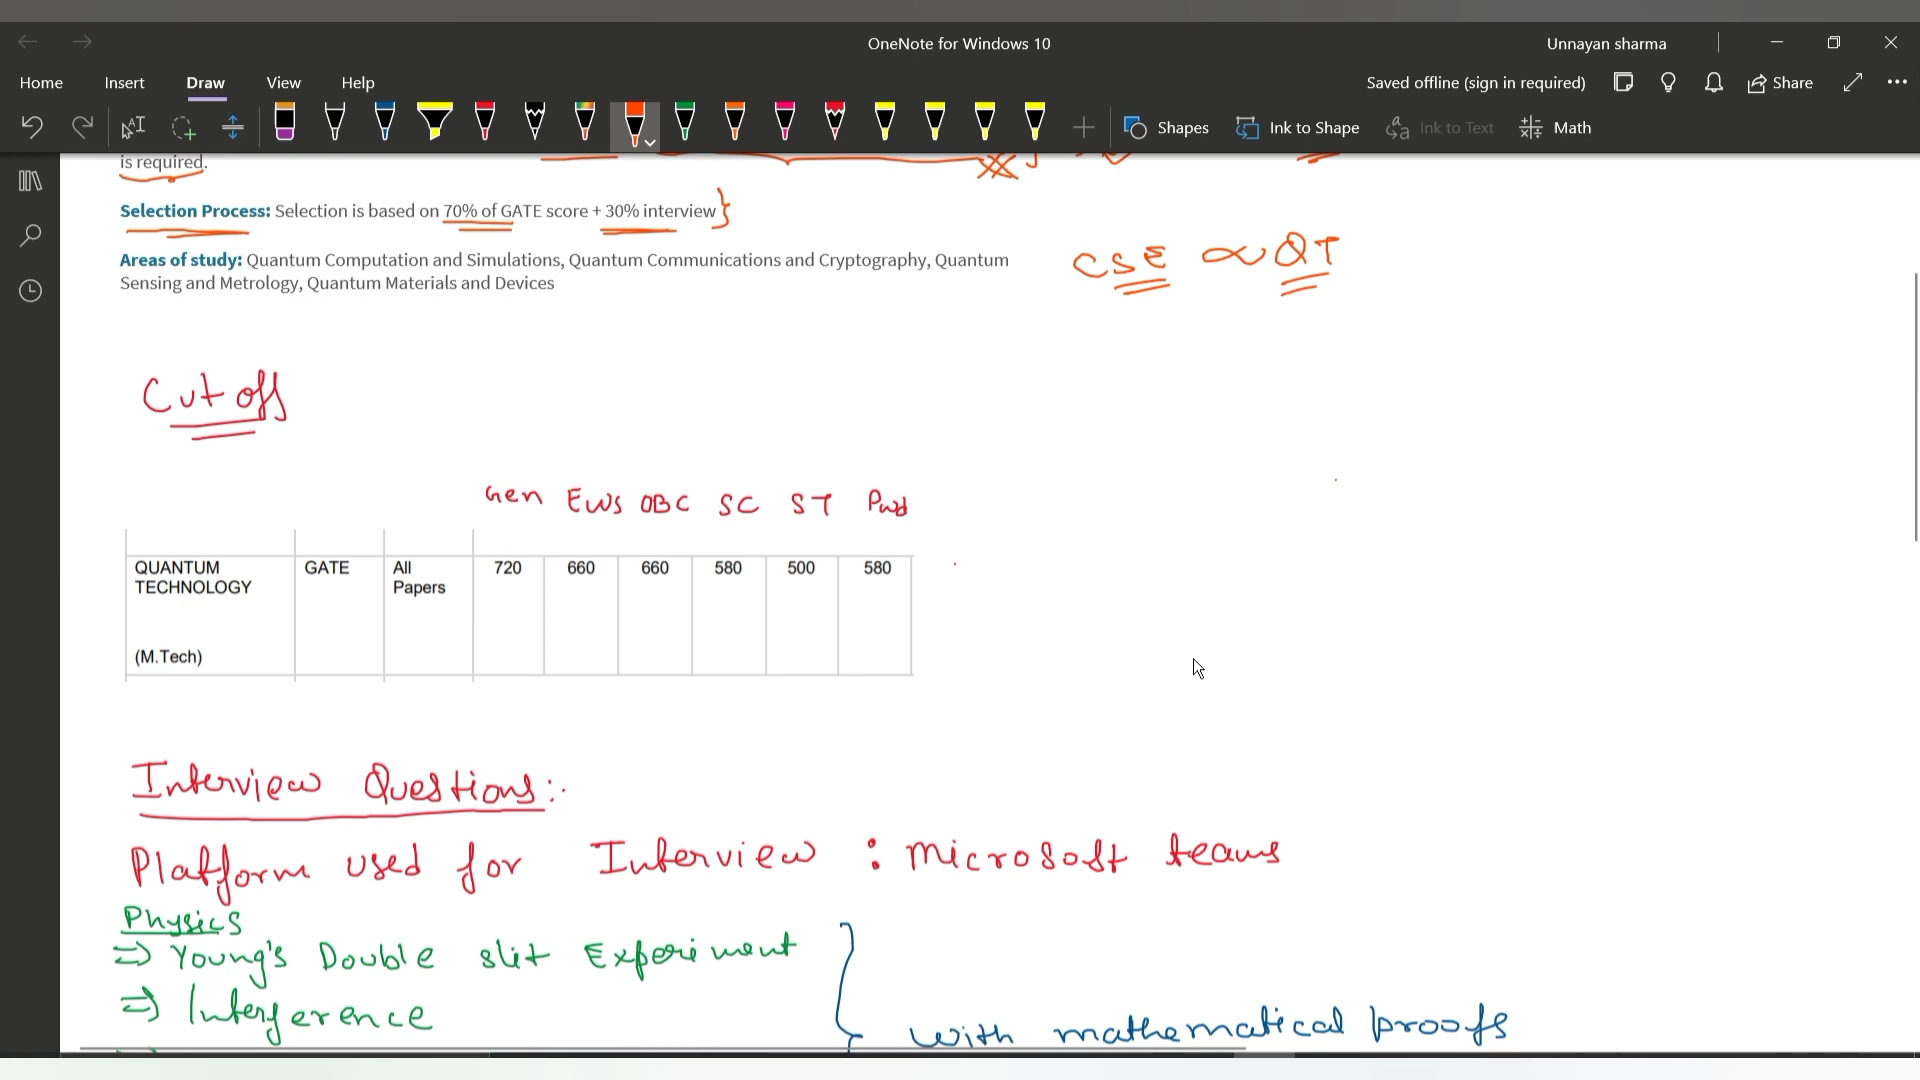 OneNote for Windows 10
Unnayan sharma
Home Insert Draw View Help
Saved offline (sign in required) Share
Shapes Ink to Shape Ink to Text Math
is required.
Selection Process: Selection is based on 70% of GATE score + 30% interview }
Areas of study: Quantum Computation and Simulations, Quantum Communications and Cryptography, Quantum
Sensing and Metrology, Quantum Materials and Devices
CSE ∝ QT
Cut off
Gen EWS OBC SC ST Pwd
QUANTUM TECHNOLOGY (M.Tech) GATE All Papers 720 660 660 580 500 580
Interview Questions:-
Platform used for Interview : Microsoft teams
Physics
=> Young's Double slit Experiment
=> Interference
with mathematical proofs